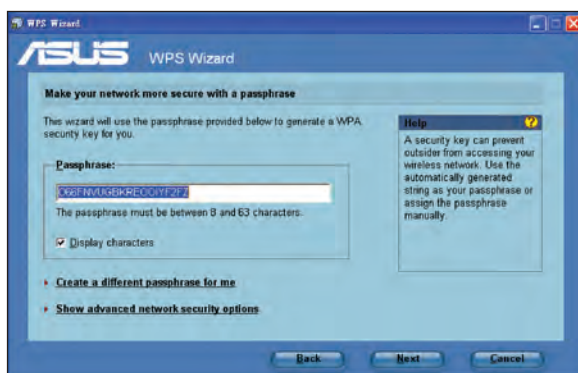 WPS Wizard
ASUS WPS Wizard
Make your network more secure with a passphrase
This wizard will use the passphrase provided below to generate a WPA
security key for you.
Passphrase:
The passphrase must be between 8 and 63 characters.
Display characters
Create a different passphrase for me
Show advanced network security options
Help
A security key can prevent
outsider from accessing your
wireless network. Use the
automatically generated
string as your passphrase or
assign the passphrase
manually.
Back Next Cancel